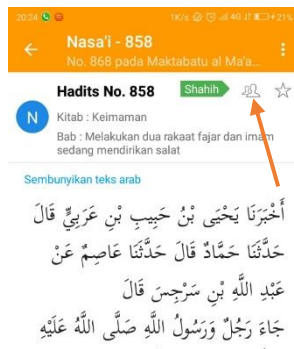 20:24
1K/s 4G +21%
Nasa'i - 858
No. 868 pada Maktabatu al Ma'a...
Hadits No. 858
Shahih
N
Kitab : Keimaman
Bab : Melakukan dua rakaat fajar dan imam
sedang mendirikan salat
Sembunyikan teks arab
أَخْبَرَنَا يَحْيَى بْنُ حَبِيبِ بْنِ عَرَبِيٍّ قَالَ
حَدَّثَنَا حَمَّادٌ قَالَ حَدَّثَنَا عَاصِمٌ عَنْ
عَبْدِ اللَّهِ بْنِ سَرْجِسَ قَالَ
جَاءَ رَجُلٌ وَرَسُولُ اللَّهِ صَلَّى اللَّهُ عَلَيْهِ